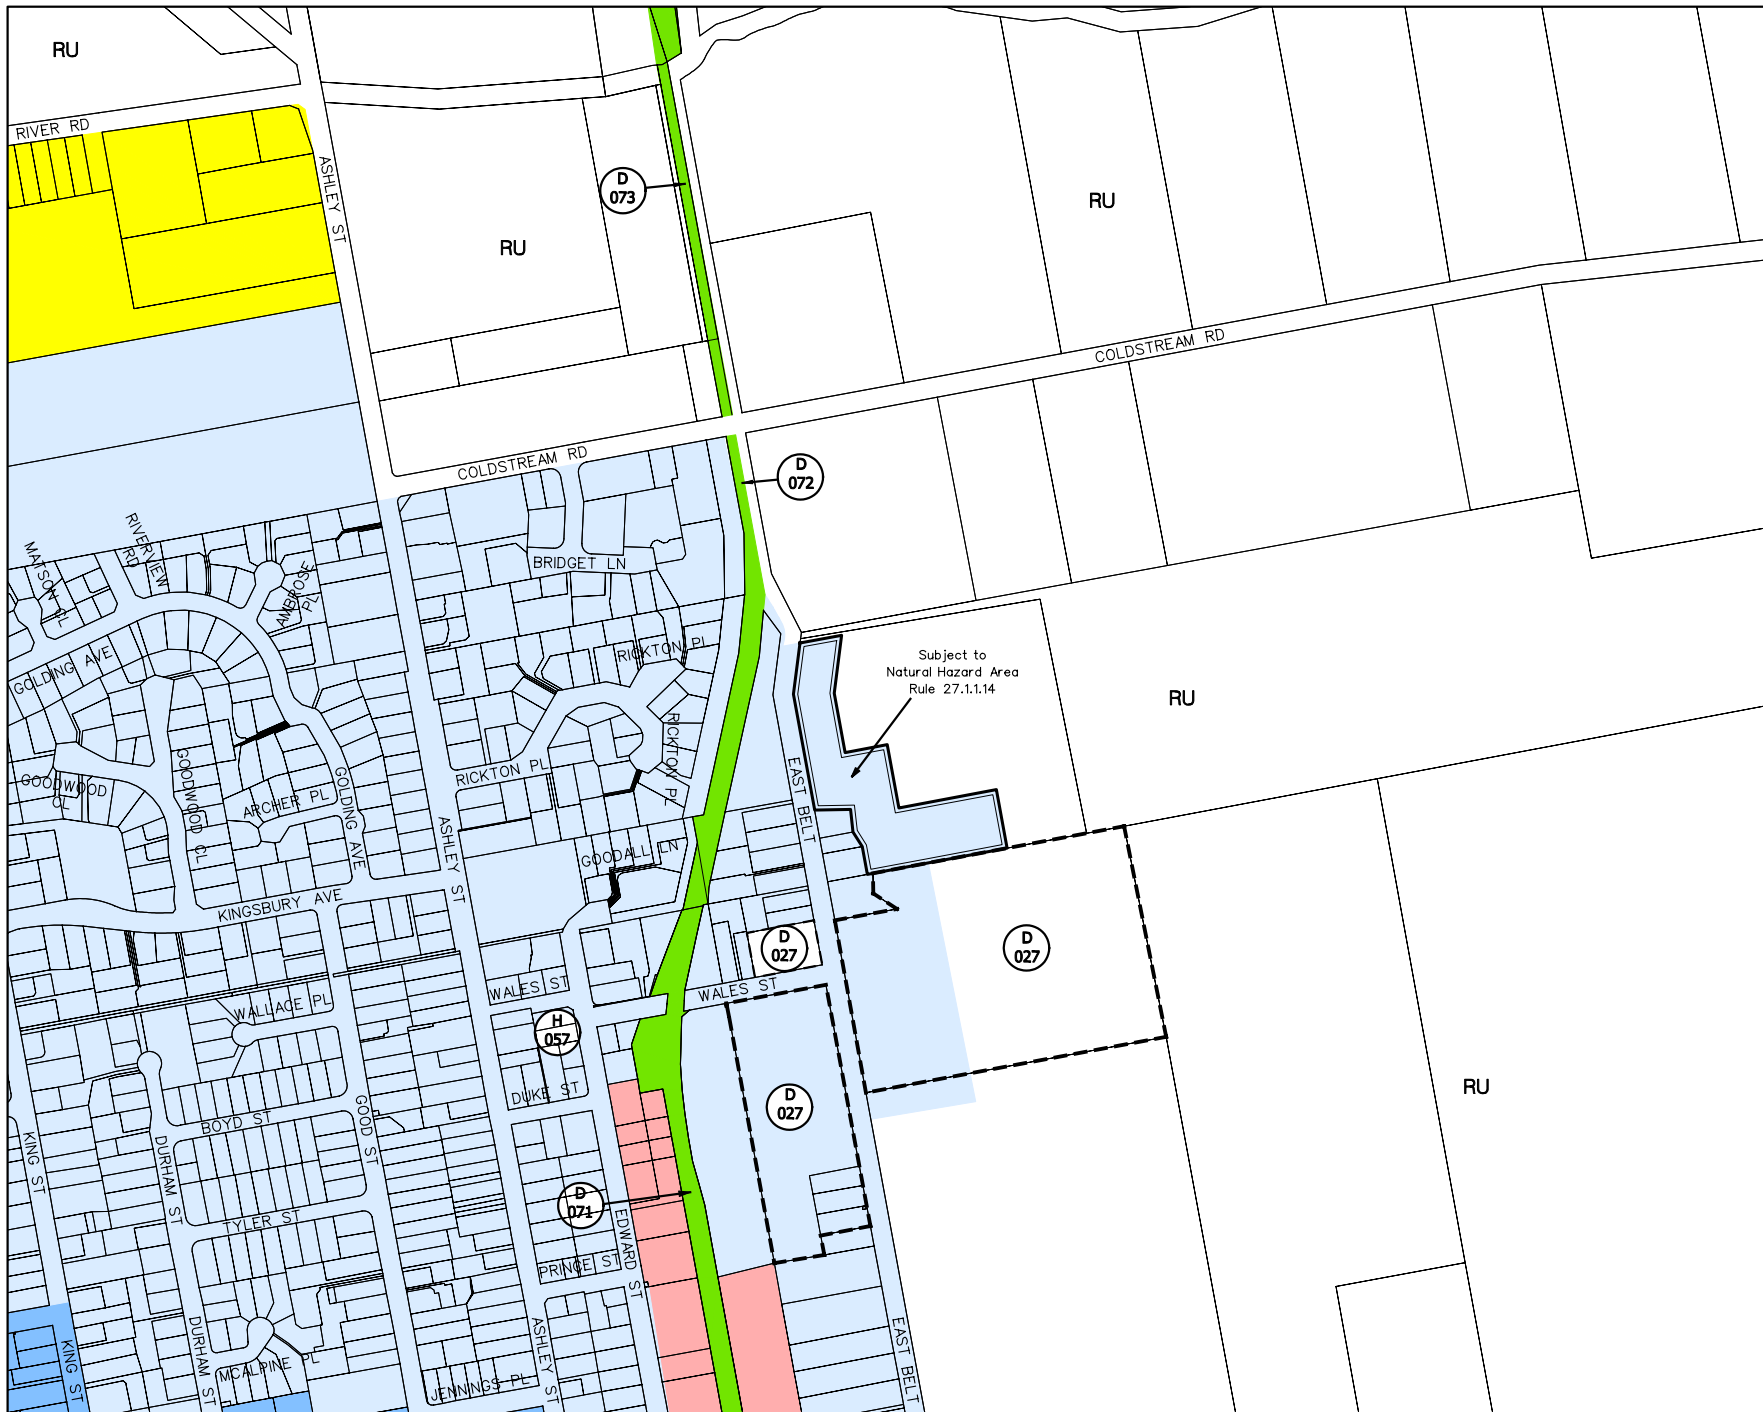 RU
RIVER RD
ASHLEY ST
D
073
RU
RU
COLDSTREAM RD
COLDSTREAM RD
D
072
MATSON CL
RIVERVIEW
RD
AMBROSE
PL
BRIDGET LN
GOLDING AVE
RICKTON PL
Subject to
Natural Hazard Area
Rule 27.1.1.14
RU
RICKTON PL
RICKTON PL
GOODWOOD
CL
GOODWOOD CL
ARCHER PL
GOLDING AVE
ASHLEY ST
EAST BELT
GOODALL LN
KINGSBURY AVE
D
027
D
027
WALES ST
WALES ST
WALLACE PL
H
057
DUKE ST
D
027
RU
BOYD ST
GOOD ST
KING ST
DURHAM ST
D
071
TYLER ST
EDWARD ST
PRINCE ST
KING ST
DURHAM ST
MCALPINE PL
JENNINGS PL
ASHLEY ST
EAST BELT